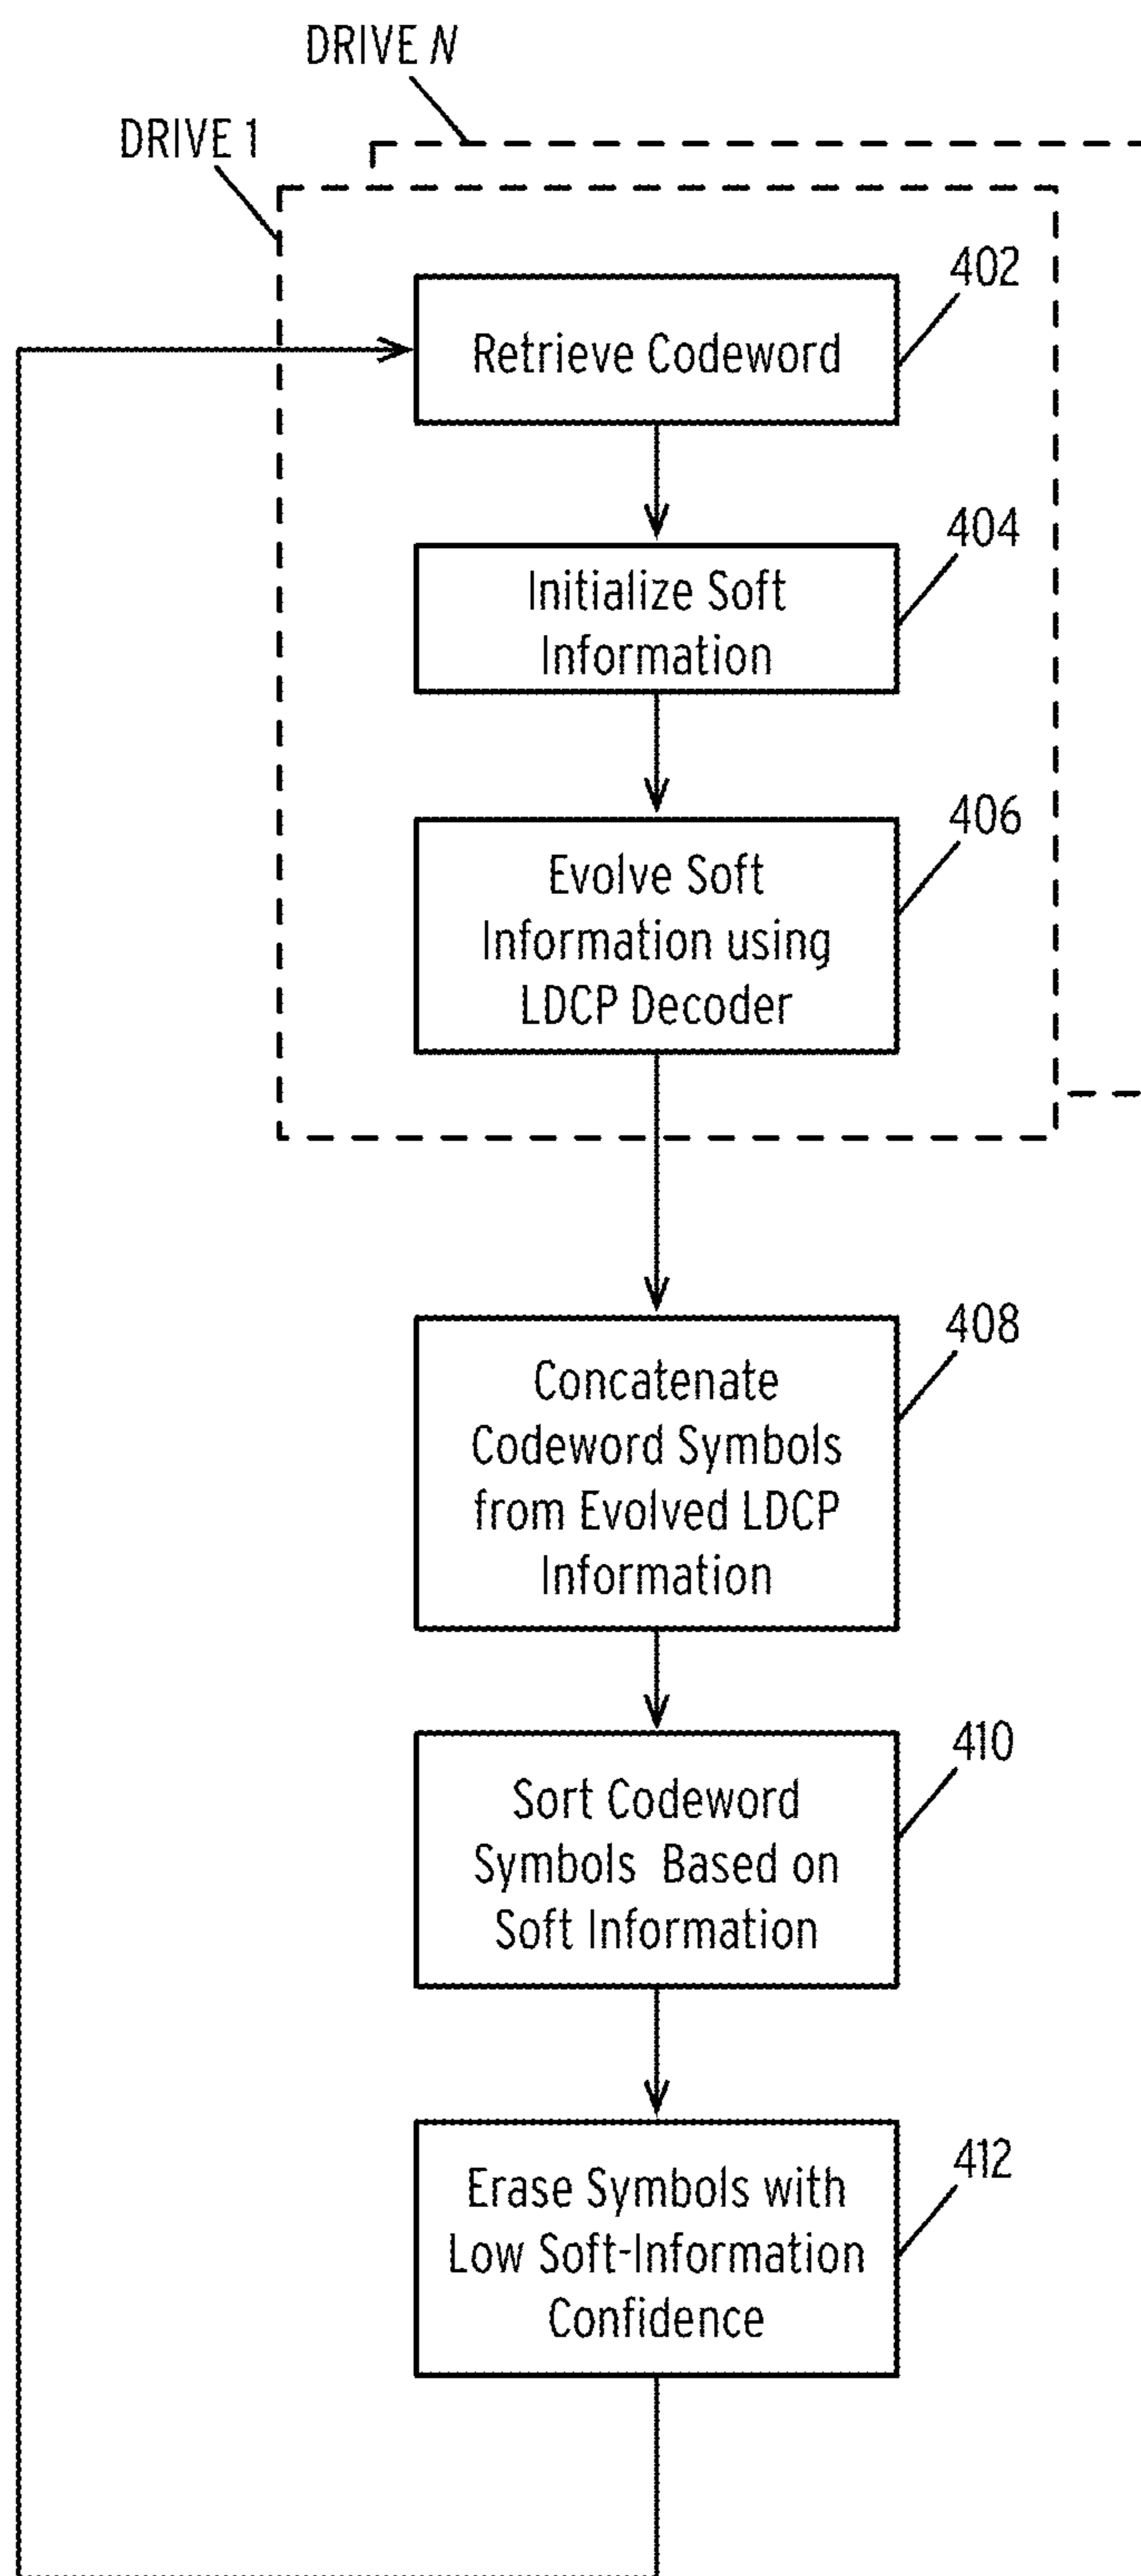 DRIVE N
DRIVE 1
402
Retrieve Codeword
404
Initialize Soft
Information
406
Evolve Soft
Information using
LDCP Decoder
408
Concatenate
Codeword Symbols
from Evolved LDCP
Information
410
Sort Codeword
Symbols Based on
Soft Information
412
Erase Symbols with
Low Soft-Information
Confidence